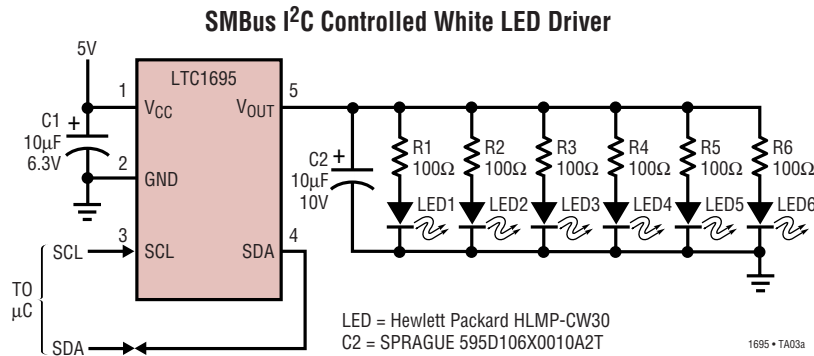 SMBus I2C Controlled White LED Driver
5V
LTC1695
1
VCC
VOUT
5
C1
+
10µF
6.3V
2
GND
C2
+
10µF
10V
R1
100Ω
R2
100Ω
R3
100Ω
R4
100Ω
R5
100Ω
R6
100Ω
LED1
LED2
LED3
LED4
LED5
LED6
TO
µC
SCL
3
SCL
SDA
4
SDA
LED = Hewlett Packard HLMP-CW30
C2 = SPRAGUE 595D106X0010A2T
1695 • TA03a